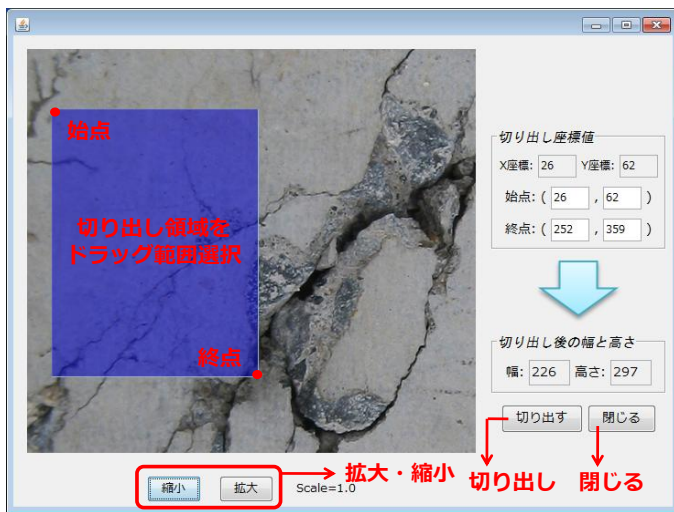 始点
切り出し領域を
ドラッグ範囲選択
終点
切り出し座標値
X座標: 26 Y座標: 62
始点: ( 26 , 62 )
終点: ( 252 , 359 )
切り出し後の幅と高さ
幅: 226 高さ: 297
切り出す 閉じる
縮小 拡大 Scale=1.0
拡大・縮小 切り出し 閉じる